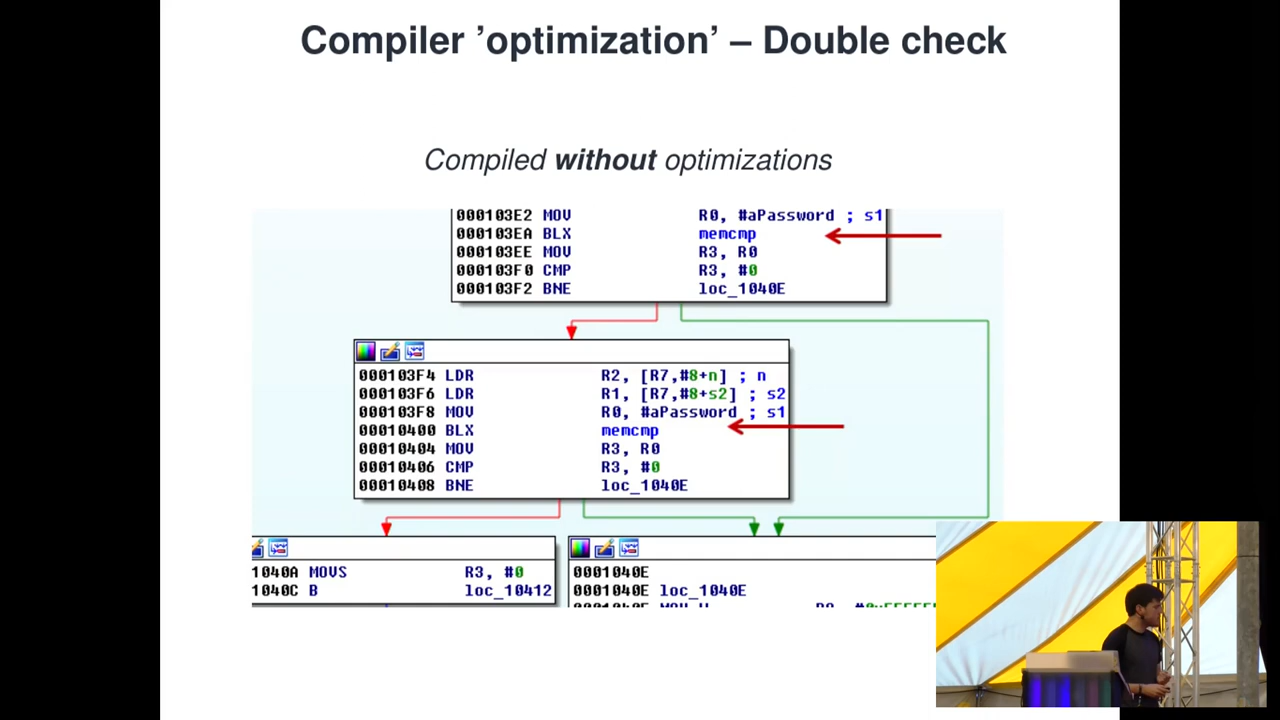 Compiler ’optimization’ – Double check
Compiled without optimizations
000103E2 MOV R0, #aPassword ; s1
000103EA BLX memcmp
000103EE MOV R3, R0
000103F0 CMP R3, #0
000103F2 BNE loc_1040E
000103F4 LDR R2, [R7,#8+n] ; n
000103F6 LDR R1, [R7,#8+s2] ; s2
000103F8 MOV R0, #aPassword ; s1
00010400 BLX memcmp
00010404 MOV R3, R0
00010406 CMP R3, #0
00010408 BNE loc_1040E
1040A MOVS R3, #0
1040C B loc_10412
0001040E
0001040E loc_1040E